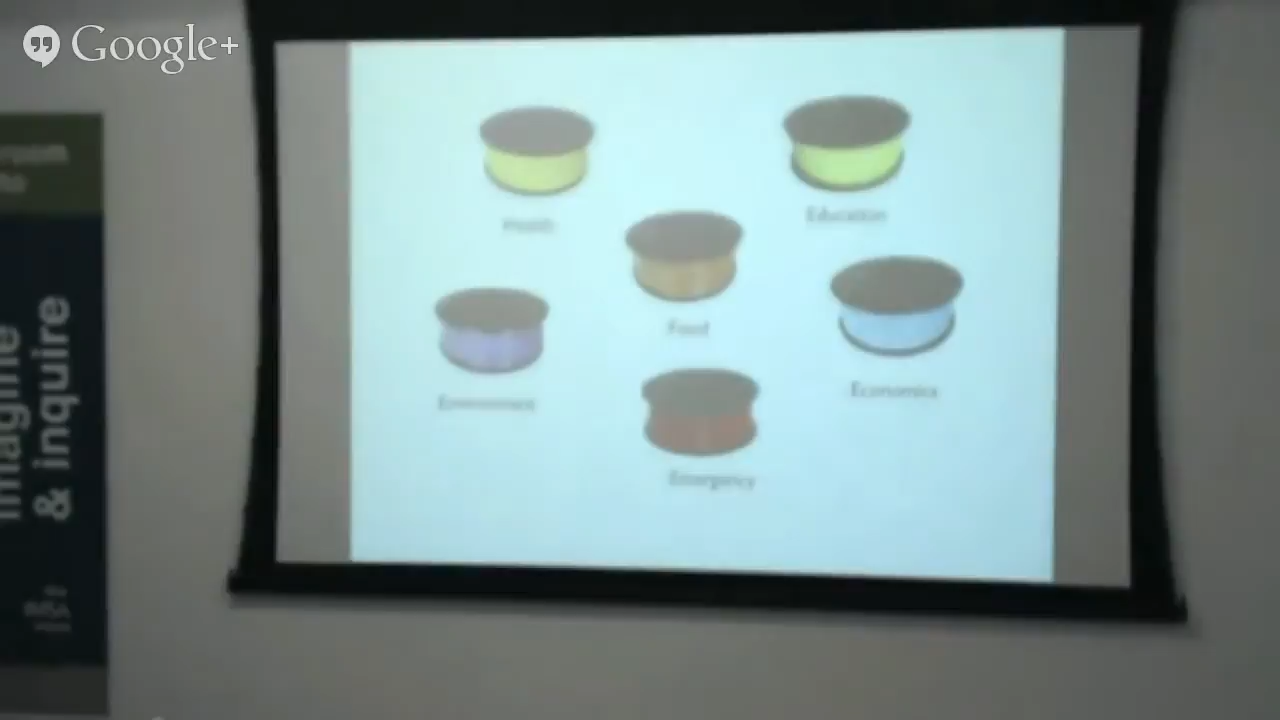 Google+
Health
Education
Food
Environment
Economics
Emergency
imagine
& inquire